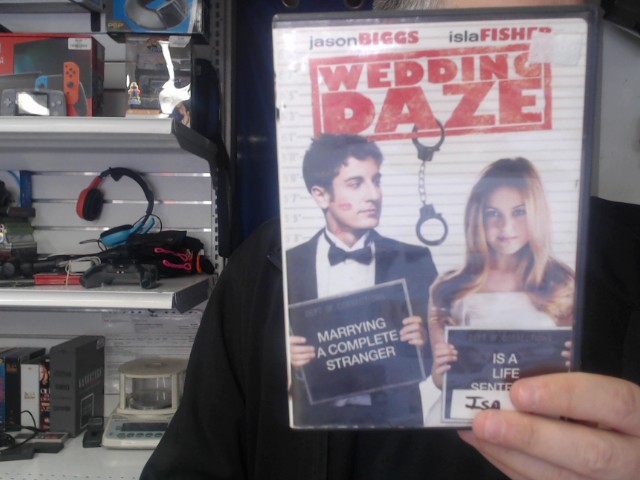 jasonBIGGS islaFISHER
WEDDING
DAZE
MARRYING
A COMPLETE
STRANGER
IS A
LIFE